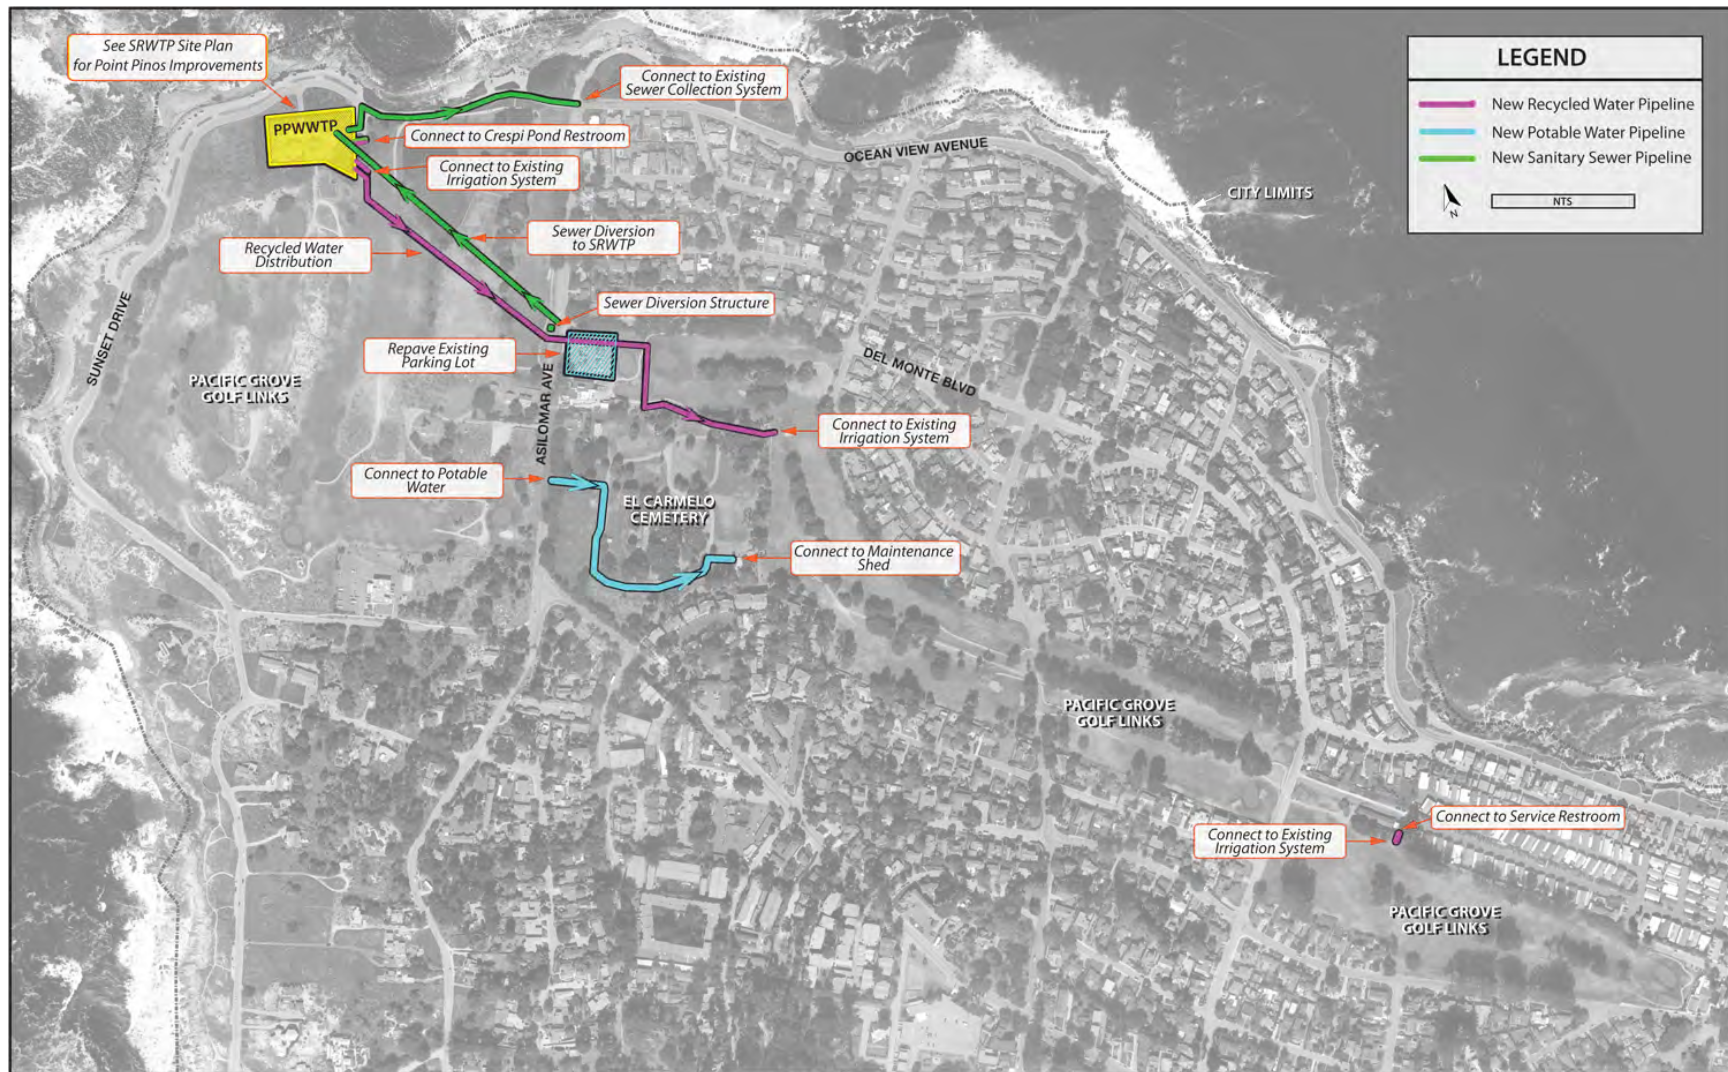 See SRWTP Site Plan
for Point Pinos Improvements
PPWWTP
Connect to Existing
Sewer Collection System
Connect to Crespi Pond Restroom
Connect to Existing
Irrigation System
OCEAN VIEW AVENUE
CITY LIMITS
LEGEND
New Recycled Water Pipeline
New Potable Water Pipeline
New Sanitary Sewer Pipeline
N
NTS
Recycled Water
Distribution
Sewer Diversion
to SRWTP
Sewer Diversion Structure
SUNSET DRIVE
Repave Existing
Parking Lot
PACIFIC GROVE
GOLF LINKS
ASILOMAR AVE
DEL MONTE BLVD
Connect to Existing
Irrigation System
Connect to Potable
Water
EL CARMELO
CEMETERY
Connect to Maintenance
Shed
PACIFIC GROVE
GOLF LINKS
Connect to Service Restroom
Connect to Existing
Irrigation System
PACIFIC GROVE
GOLF LINKS